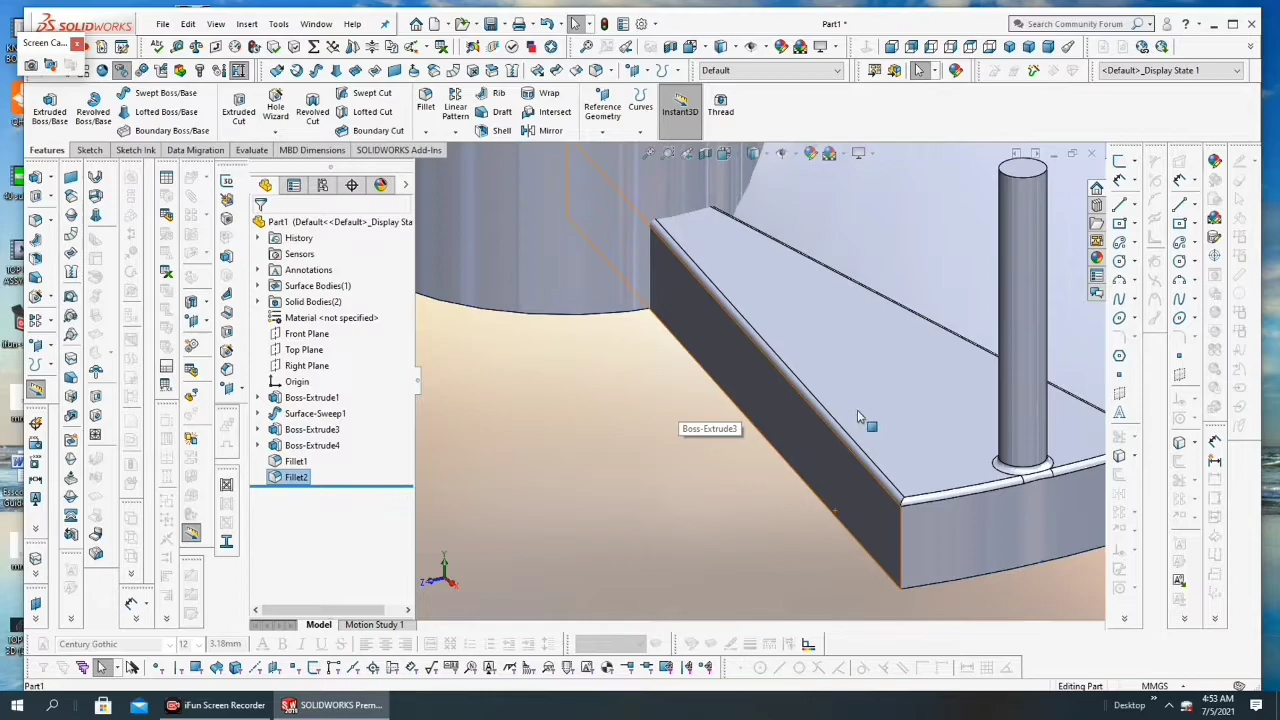 SOLIDWORKS
File Edit View Insert Tools Window Help
Part1 *
Search Community Forum
Screen Ca...
Default
<Default>_Display State 1
Extruded Boss/Base
Revolved Boss/Base
Swept Boss/Base
Lofted Boss/Base
Boundary Boss/Base
Extruded Cut
Hole Wizard
Revolved Cut
Swept Cut
Lofted Cut
Boundary Cut
Fillet
Linear Pattern
Rib
Draft
Shell
Wrap
Intersect
Mirror
Reference Geometry
Curves
Instant3D
Thread
Features Sketch Sketch Ink Data Migration Evaluate MBD Dimensions SOLIDWORKS Add-Ins
Part1 (Default<<Default>_Display Sta
History
Sensors
Annotations
Surface Bodies(1)
Solid Bodies(2)
Material <not specified>
Front Plane
Top Plane
Right Plane
Origin
Boss-Extrude1
Surface-Sweep1
Boss-Extrude3
Boss-Extrude4
Fillet1
Fillet2
Boss-Extrude3
Y
Z
X
Model Motion Study 1
Century Gothic 12 3.18mm
Part1 Editing Part MMGS
iFun Screen Recorder
SOLIDWORKS Prem...
Desktop
4:53 AM
7/5/2021